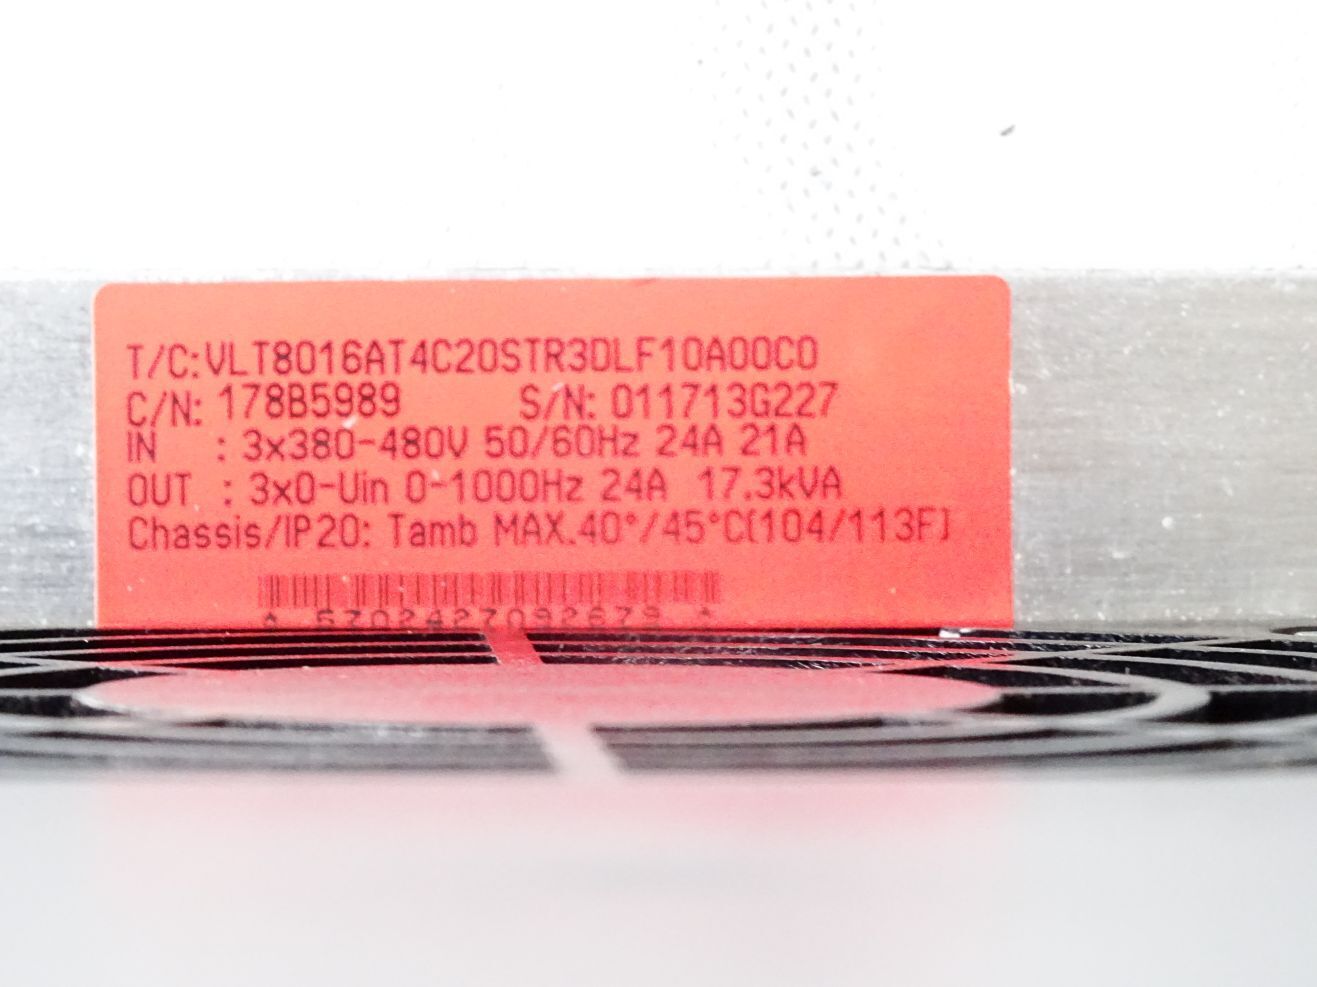 T/C:VLT8016AT4C20STR3DLF10A00C0
C/N: 178B5989 S/N: 011713G227
IN : 3x380-480V 50/60Hz 24A 21A
OUT : 3x0-Uin 0-1000Hz 24A 17.3kVA
Chassis/IP20: Tamb MAX.40°/45°C(104/113F)
* 5702427092679 *